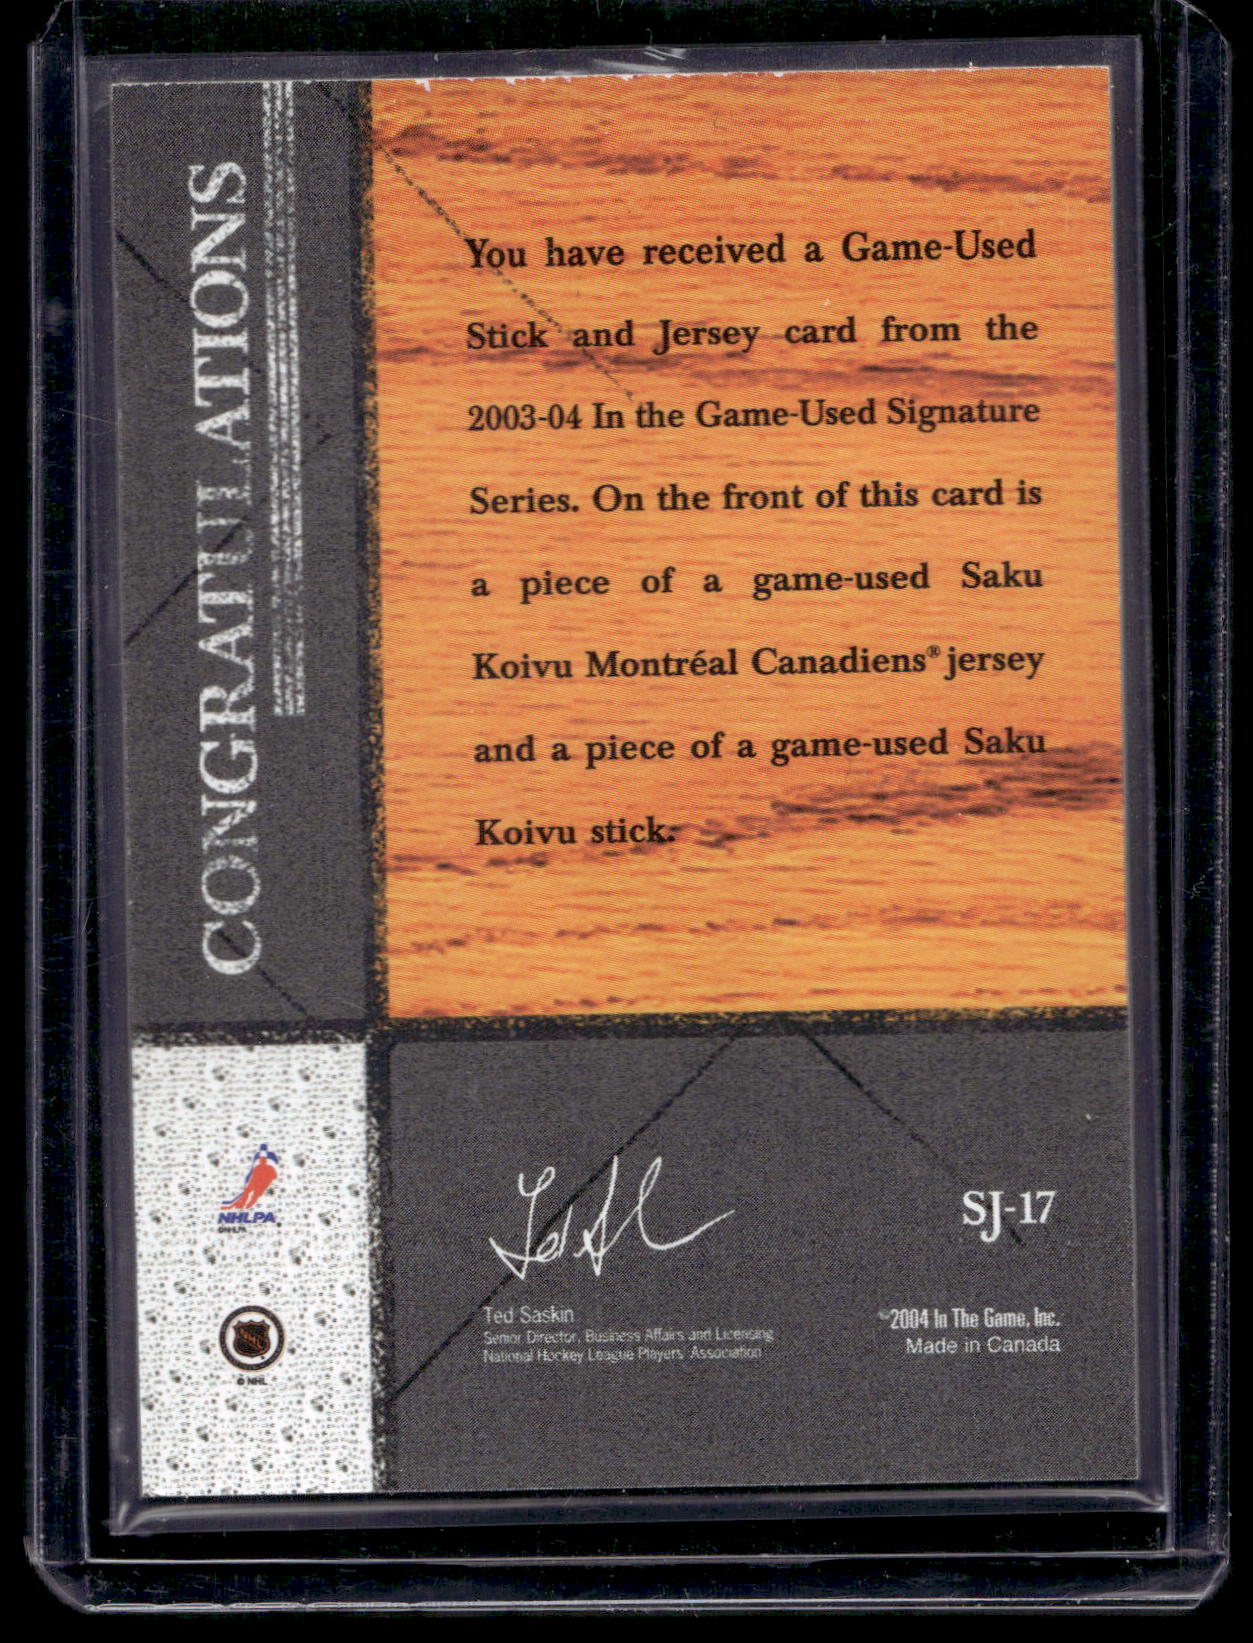 CONGRATULATIONS
You have received a Game-Used
Stick and Jersey card from the
2003-04 In the Game-Used Signature
Series. On the front of this card is
a piece of a game-used Saku
Koivu Montréal Canadiens® jersey
and a piece of a game-used Saku
Koivu stick.
NHLPA
© NHL
Ted Saskin
Senior Director, Business Affairs and Licensing
National Hockey League Players' Association
SJ-17
©2004 In The Game, Inc.
Made in Canada